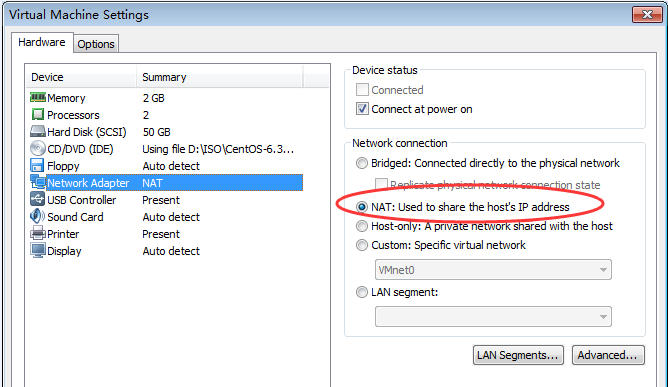 Virtual Machine Settings
Hardware
Options
Device Summary
Memory 2 GB
Processors 2
Hard Disk (SCSI) 50 GB
CD/DVD (IDE) Using file D:\ISO\CentOS-6.3...
Floppy Auto detect
Network Adapter NAT
USB Controller Present
Sound Card Auto detect
Printer Present
Display Auto detect
Device status
Connected
Connect at power on
Network connection
Bridged: Connected directly to the physical network
Replicate physical network connection state
NAT: Used to share the host's IP address
Host-only: A private network shared with the host
Custom: Specific virtual network
VMnet0
LAN segment:
LAN Segments...
Advanced...